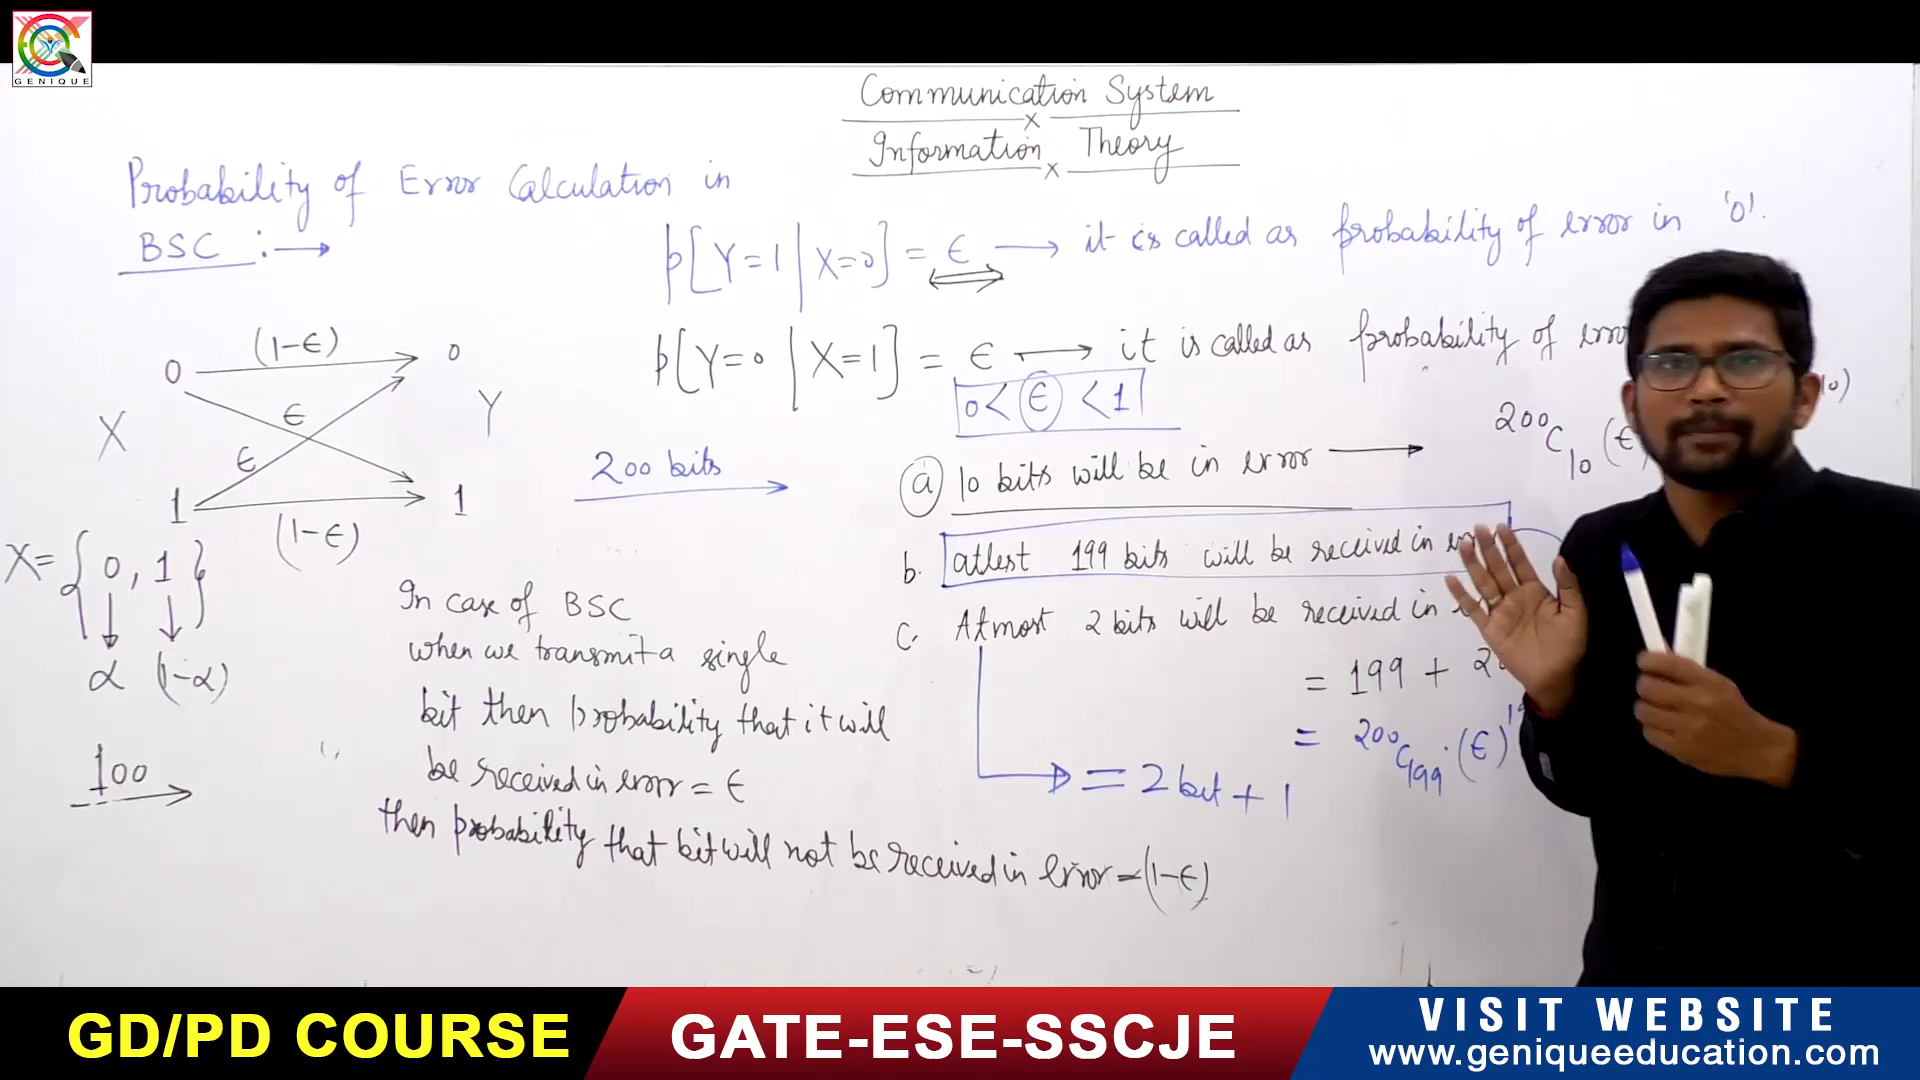 GENIQUE
Communication System
Information Theory
Probability of Error Calculation in
BSC :→
p[Y=1 | X=0] = ϵ → it is called as probability of error in '0'.
p[Y=0 | X=1] = ϵ → it is called as probability of
0 < ϵ < 1
0 (1-ϵ) 0
X ϵ Y
ϵ
1 (1-ϵ) 1
200 bits
(a) 10 bits will be in error → 200C10 (ϵ
b. atlest 199 bits will be received in
C. Atmost 2 bits will be received in
= 199 +
= 200C199 . (ϵ)
= 2 bit + 1
X = {0, 1}
α (1-α)
100
In case of BSC
when we transmit a single
bit then probability that it will
be received in error = ϵ
then probability that bit will not be received in error = (1-ϵ)
GD/PD COURSE
GATE-ESE-SSCJE
VISIT WEBSITE
www.geniqueeducation.com